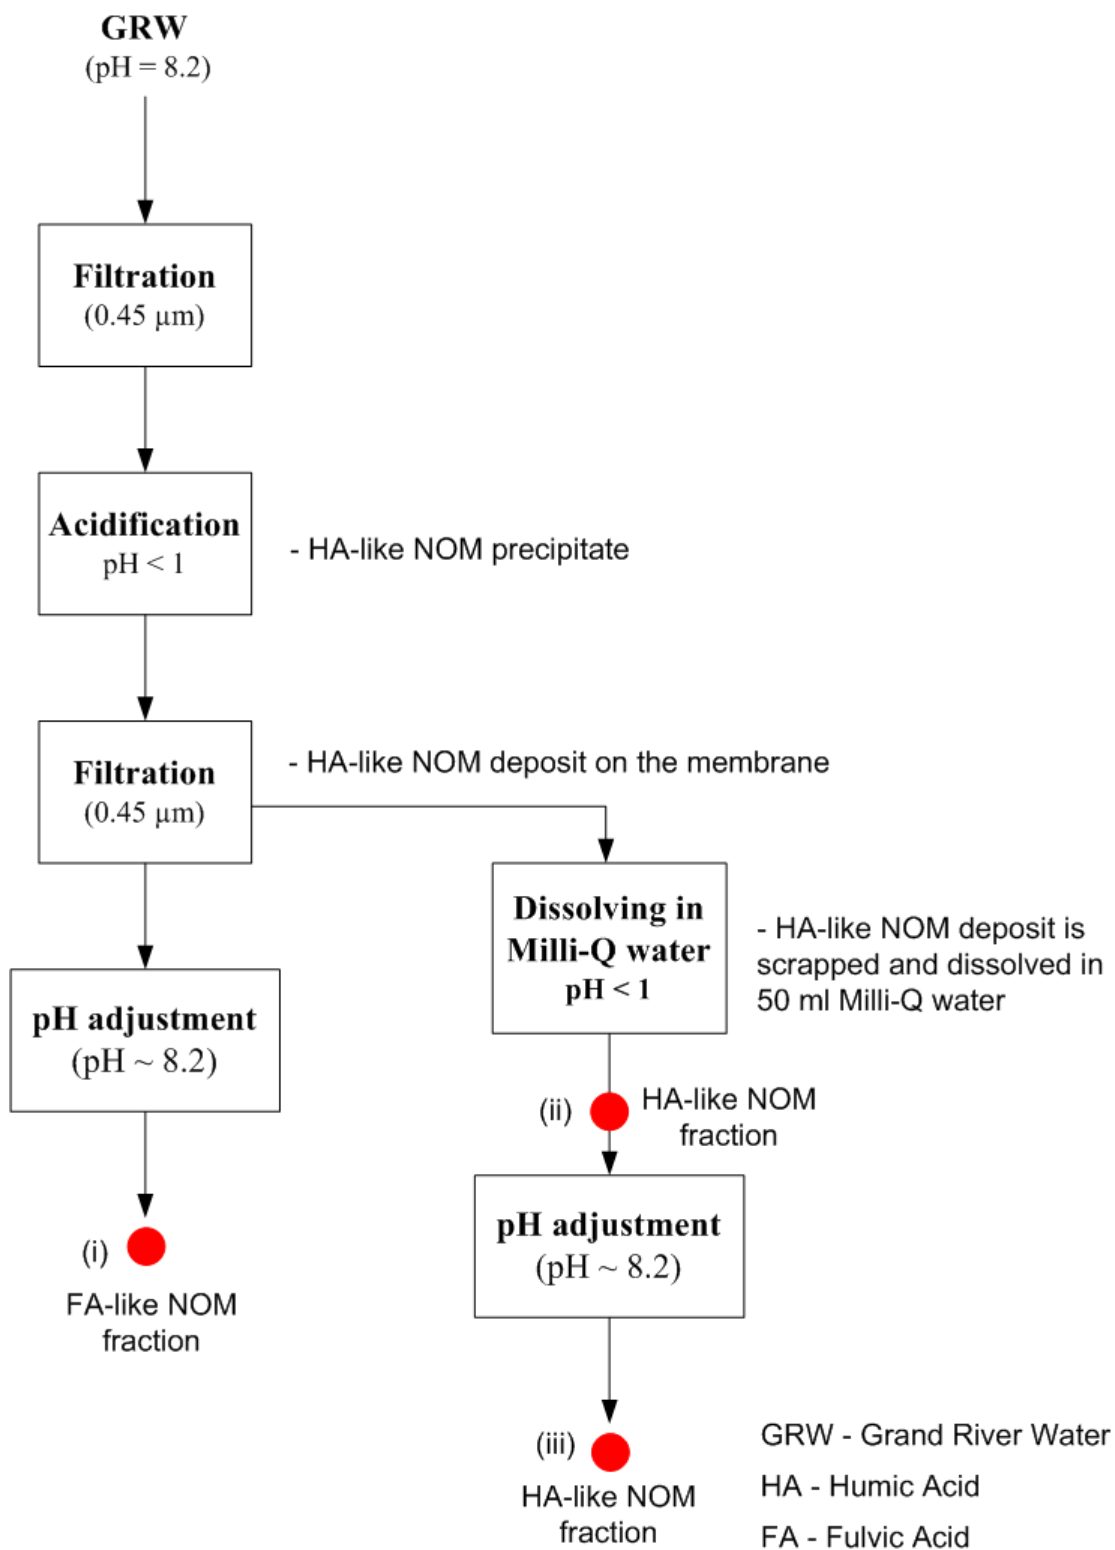 GRW
(pH = 8.2)
Filtration
(0.45 µm)
Acidification
pH < 1
- HA-like NOM precipitate
Filtration
(0.45 µm)
- HA-like NOM deposit on the membrane
Dissolving in
Milli-Q water
pH < 1
- HA-like NOM deposit is
scrapped and dissolved in
50 ml Milli-Q water
pH adjustment
(pH ~ 8.2)
(ii)
HA-like NOM
fraction
pH adjustment
(pH ~ 8.2)
(i)
FA-like NOM
fraction
(iii)
HA-like NOM
fraction
GRW - Grand River Water
HA - Humic Acid
FA - Fulvic Acid